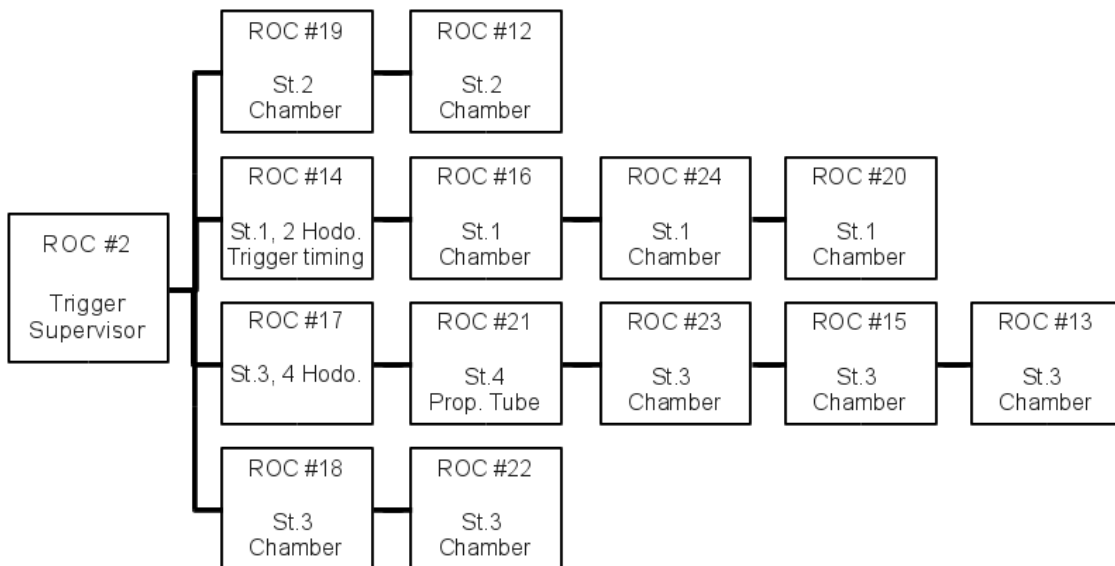 ROC #19
St.2
Chamber
ROC #12
St.2
Chamber
ROC #2
Trigger
Supervisor
ROC #14
St.1, 2 Hodo.
Trigger timing
ROC #16
St.1
Chamber
ROC #24
St.1
Chamber
ROC #20
St.1
Chamber
ROC #17
St.3, 4 Hodo.
ROC #21
St.4
Prop. Tube
ROC #23
St.3
Chamber
ROC #15
St.3
Chamber
ROC #13
St.3
Chamber
ROC #18
St.3
Chamber
ROC #22
St.3
Chamber